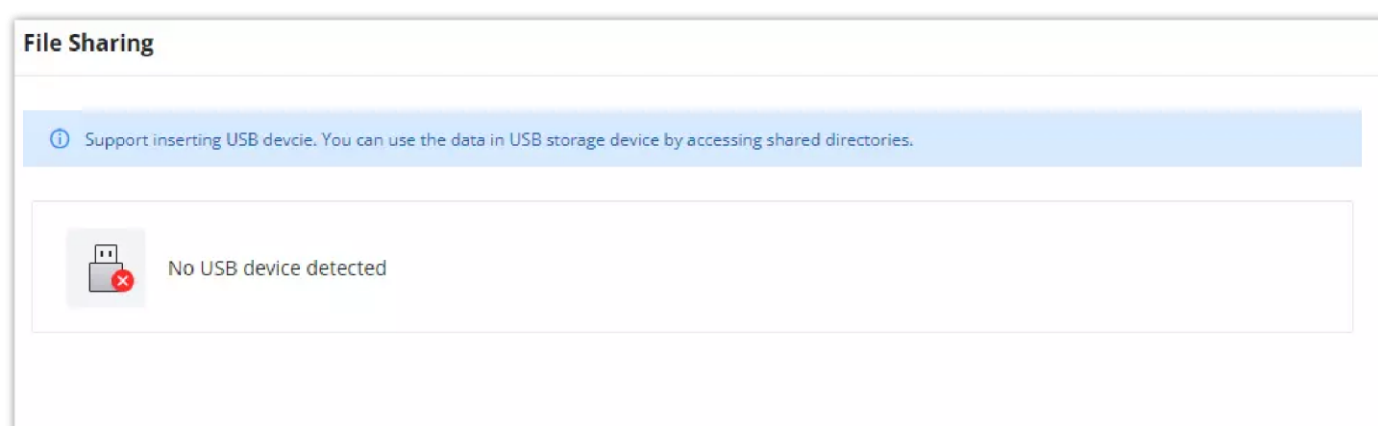 File Sharing
Support inserting USB devcie. You can use the data in USB storage device by accessing shared directories.
No USB device detected